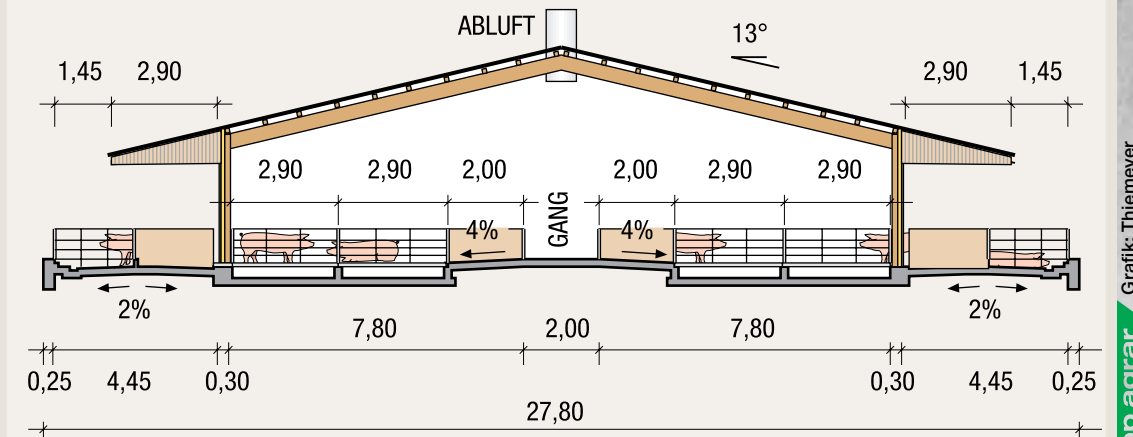 ABLUFT
13°
1,45 2,90
2,90 1,45
2,90 2,90 2,00
GANG
2,00 2,90 2,90
4%
4%
2%
2%
7,80 2,00 7,80
0,25 4,45 0,30
0,30 4,45 0,25
27,80
Grafik: Thiemeyer
agrar